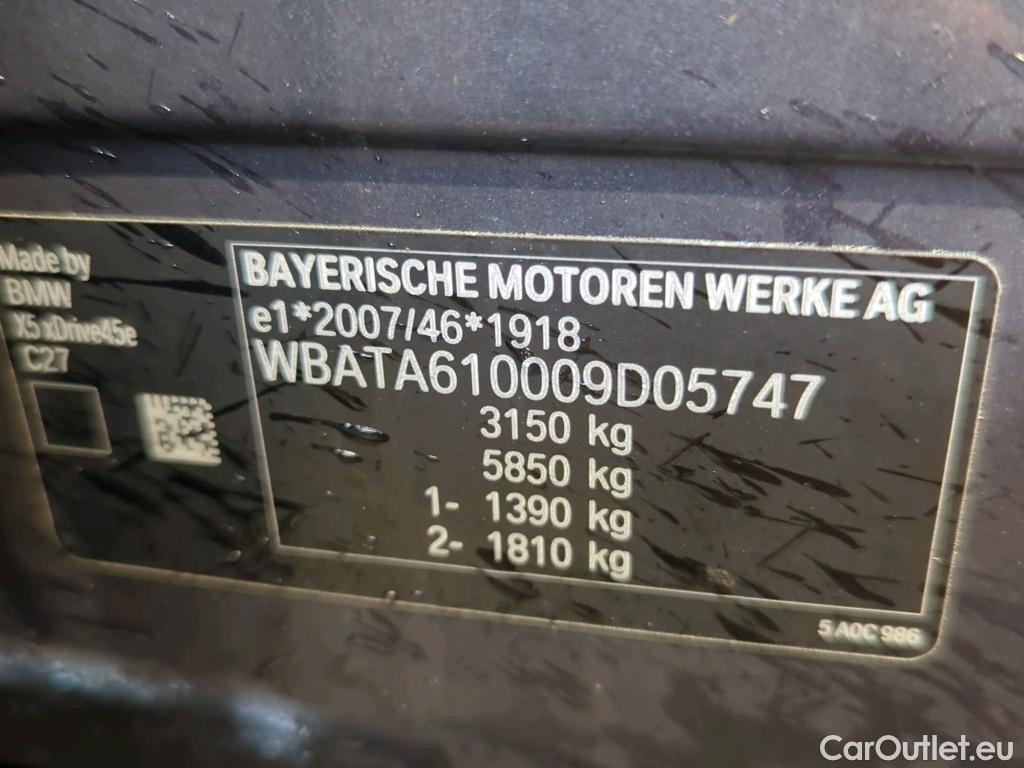 Made by
BMW
X5 xDrive45e
C27
BAYERISCHE MOTOREN WERKE AG
e1*2007/46*1918
WBATA610009D05747
3150 kg
5850 kg
1- 1390 kg
2- 1810 kg
5 A0C 986
CarOutlet.eu